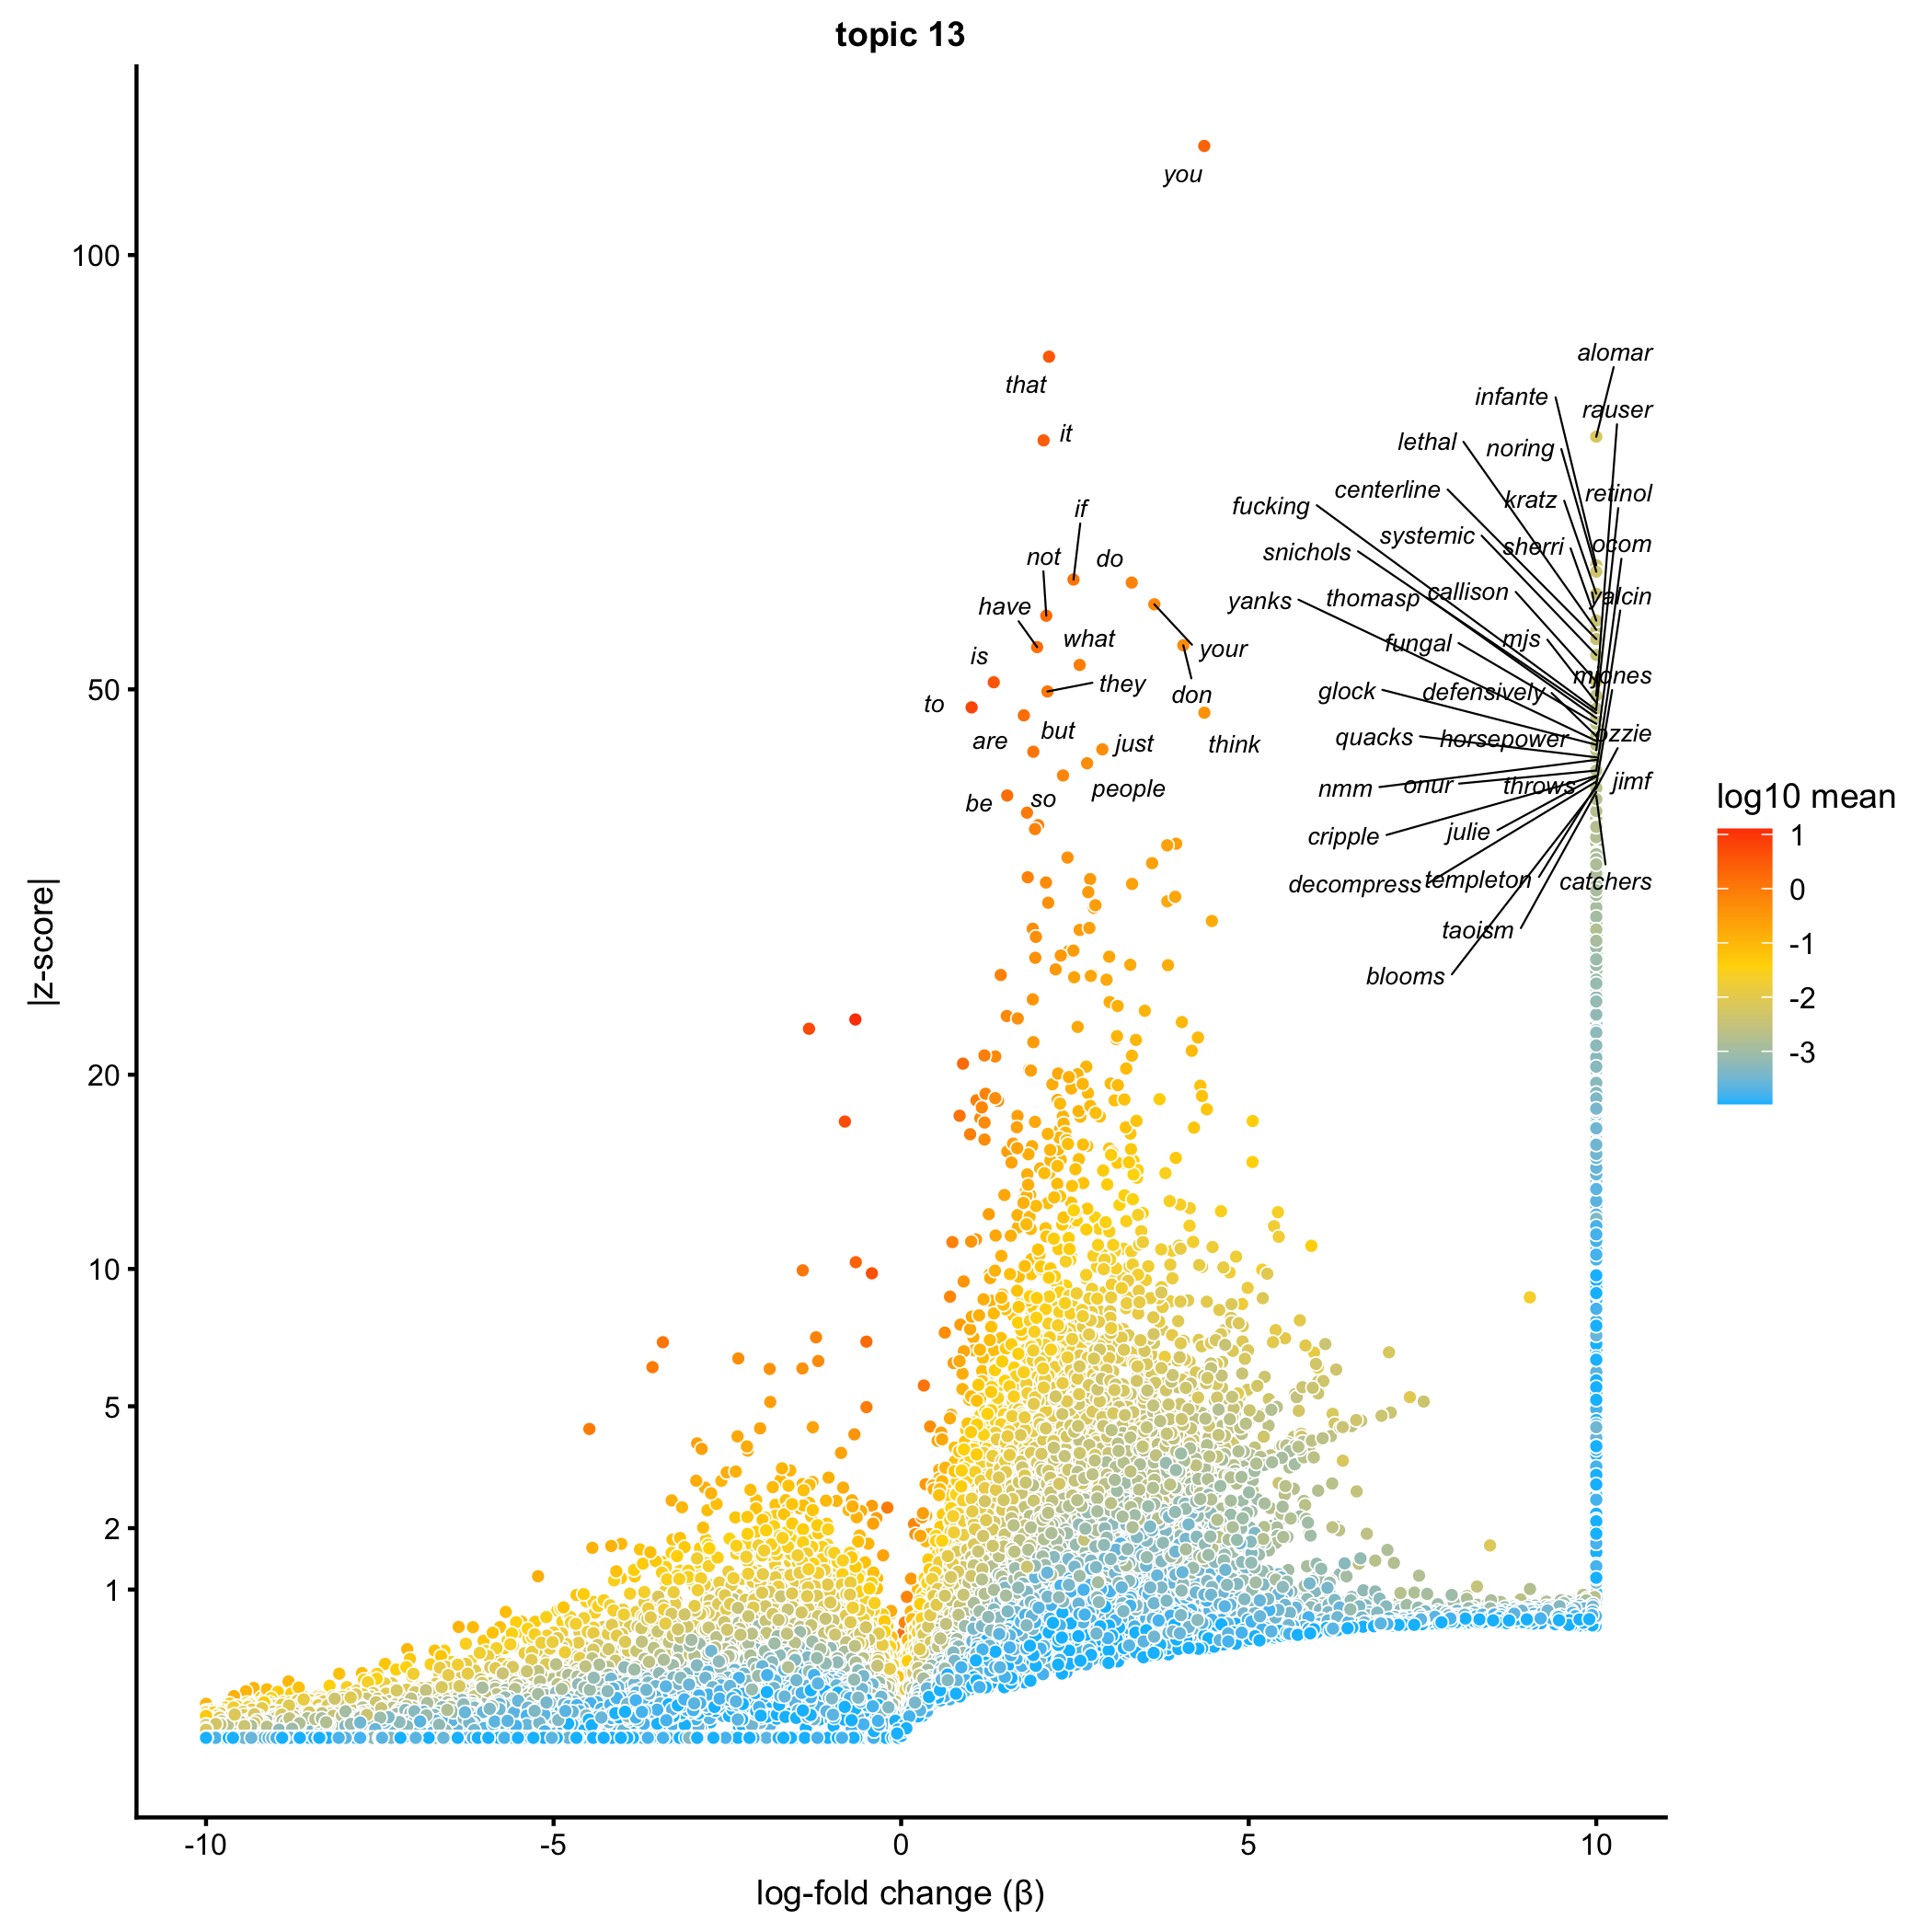 topic 13
you
100
that
alomar
infante
rauser
it
lethal
noring
centerline
kratz
retinol
fucking
if
systemic
sherri
ocom
snichols
not
do
callison
yalcin
thomasp
yanks
have
what
mjs
fungal
your
is
they
mjones
50
don
glock
defensively
to
but
ozzie
are
just
think
quacks
horsepower
people
nmm
onur
throws
jimf
be
so
cripple
julie
decompress
templeton
catchers
taoism
blooms
log10 mean
1
0
-1
-2
-3
|z-score|
20
10
5
2
1
-10
-5
0
5
10
log-fold change (β)